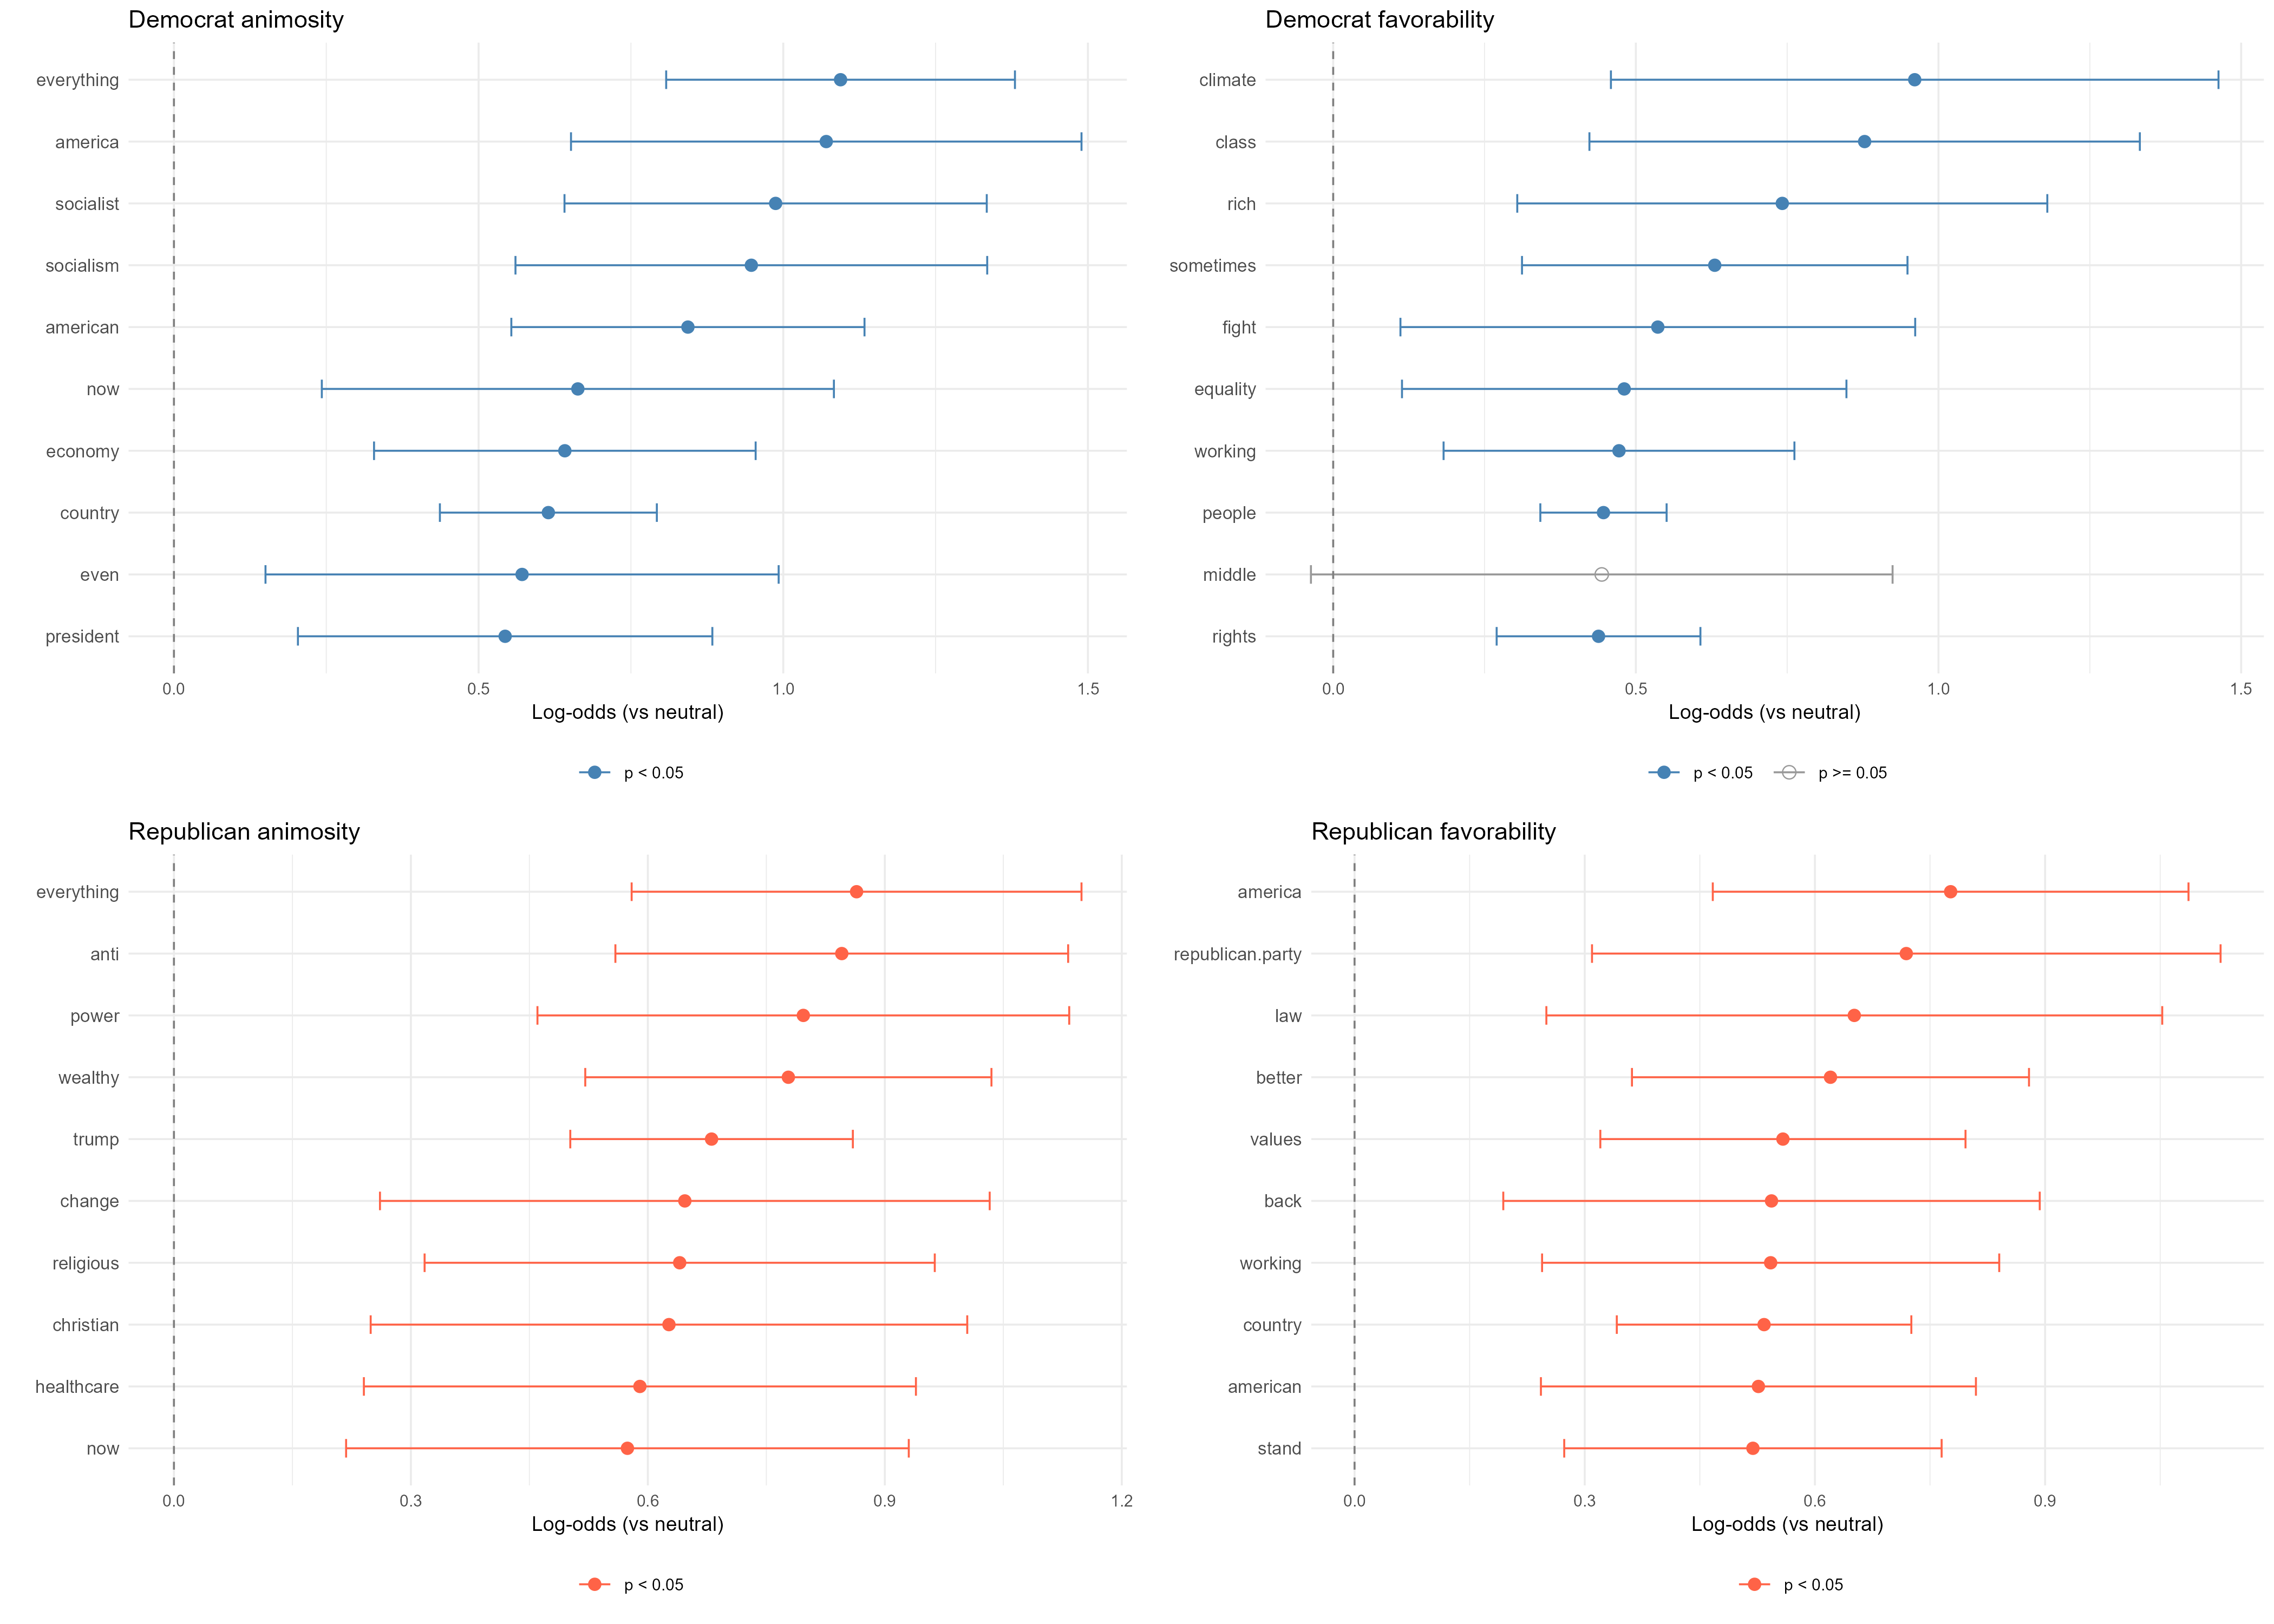 Democrat animosity
everything
america
socialist
socialism
american
now
economy
country
even
president
0.0 0.5 1.0 1.5
Log-odds (vs neutral)
p < 0.05
Democrat favorability
climate
class
rich
sometimes
fight
equality
working
people
middle
rights
0.0 0.5 1.0 1.5
Log-odds (vs neutral)
p < 0.05 p >= 0.05
Republican animosity
everything
anti
power
wealthy
trump
change
religious
christian
healthcare
now
0.0 0.3 0.6 0.9 1.2
Log-odds (vs neutral)
p < 0.05
Republican favorability
america
republican.party
law
better
values
back
working
country
american
stand
0.0 0.3 0.6 0.9
Log-odds (vs neutral)
p < 0.05